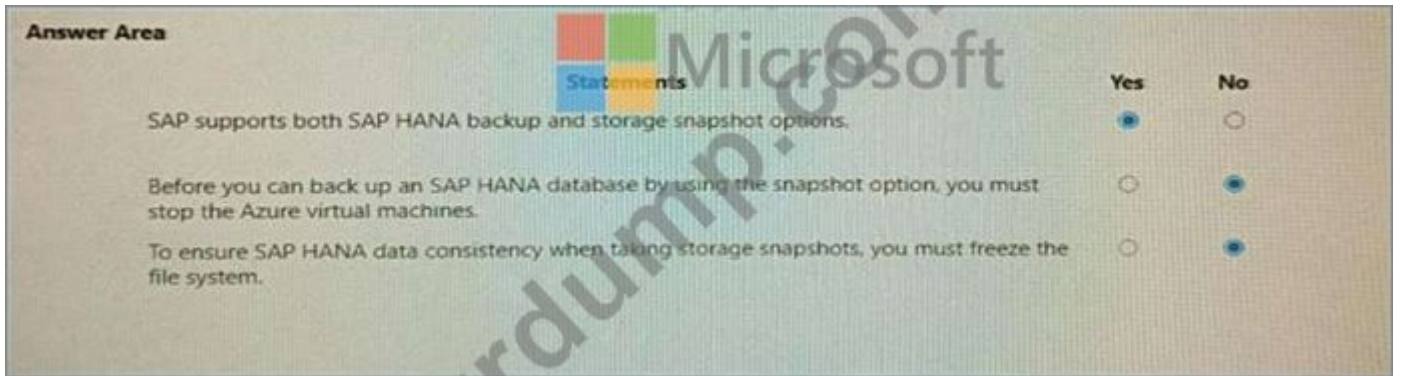 Answer Area
Microsoft
Statements Yes No
SAP supports both SAP HANA backup and storage snapshot options.
Before you can back up an SAP HANA database by using the snapshot option, you must
stop the Azure virtual machines.
To ensure SAP HANA data consistency when taking storage snapshots, you must freeze the
file system.
rdump.co